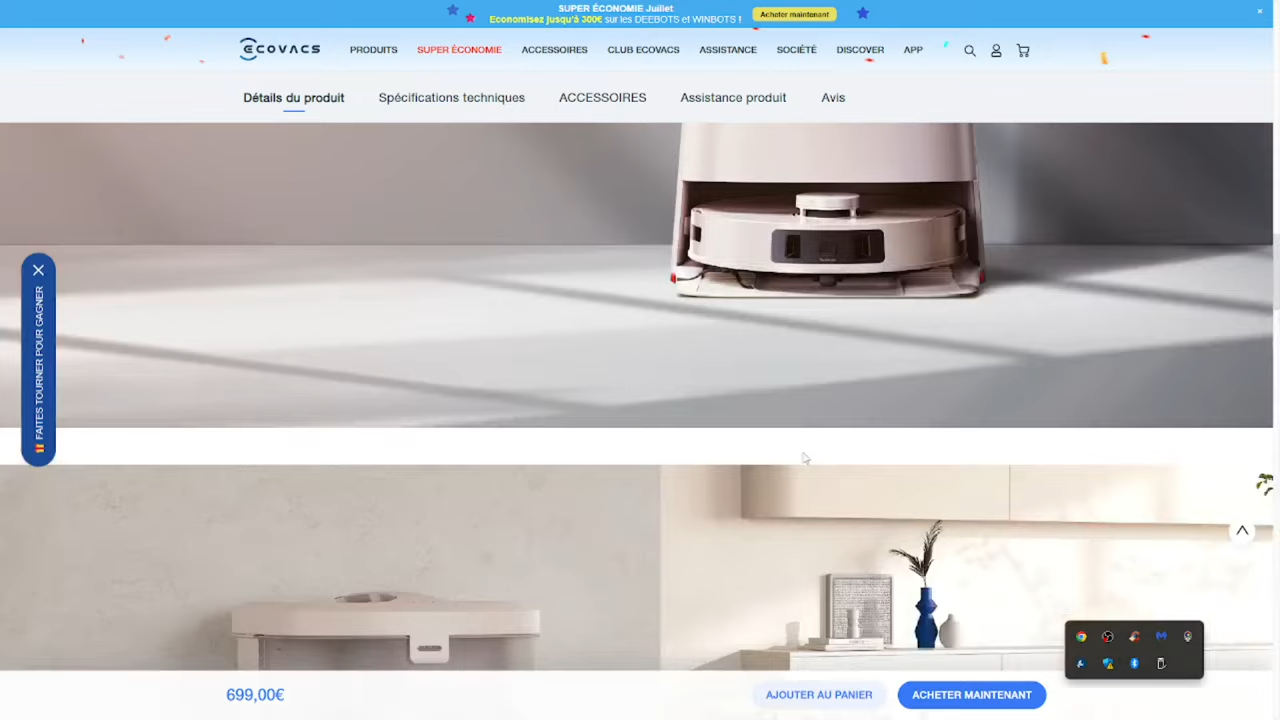 SUPER ÉCONOMIE Juillet
Economisez jusqu'à 300€ sur les DEEBOTS et WINBOTS !
Acheter maintenant
ECOVACS
PRODUITS
SUPER ÉCONOMIE
ACCESSOIRES
CLUB ECOVACS
ASSISTANCE
SOCIÉTÉ
DISCOVER
APP
Détails du produit
Spécifications techniques
ACCESSOIRES
Assistance produit
Avis
FAITES TOURNER POUR GAGNER
699,00€
AJOUTER AU PANIER
ACHETER MAINTENANT